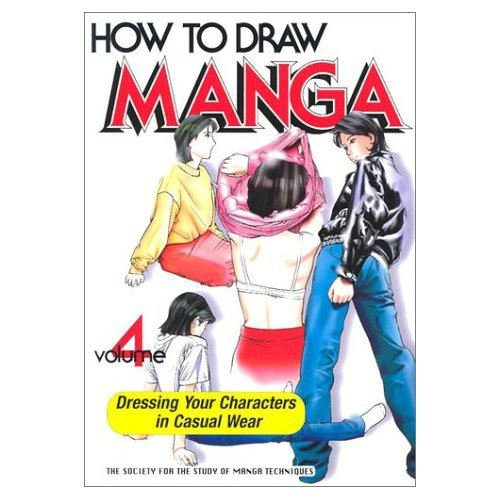 HOW TO DRAW
MANGA
4
volume
Dressing Your Characters
in Casual Wear
THE SOCIETY FOR THE STUDY OF MANGA TECHNIQUES